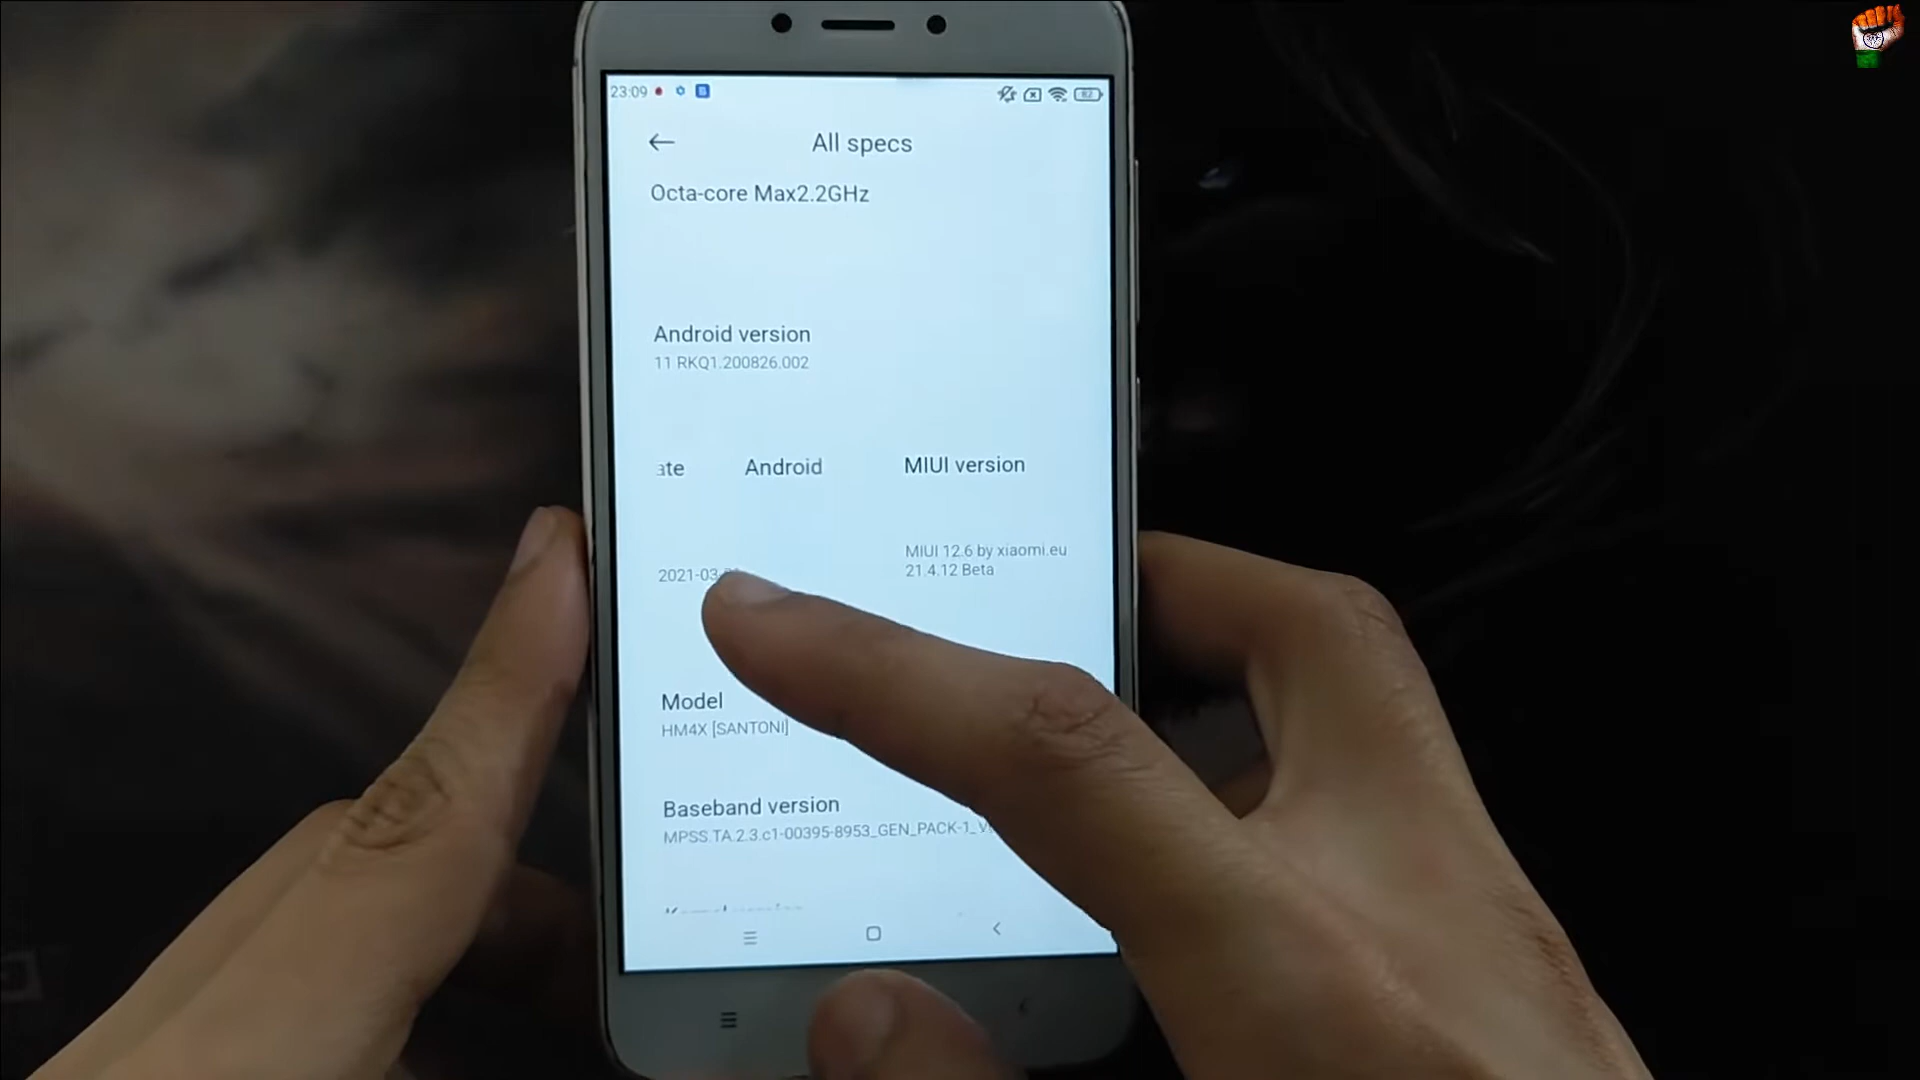 23:09
82
All specs
Octa-core Max2.2GHz
Android version
11 RKQ1.200826.002
ate Android MIUI version
MIUI 12.6 by xiaomi.eu
21.4.12 Beta
2021-03
Model
HM4X [SANTONI]
Baseband version
MPSS.TA.2.3.c1-00395-8953_GEN_PACK-1_V